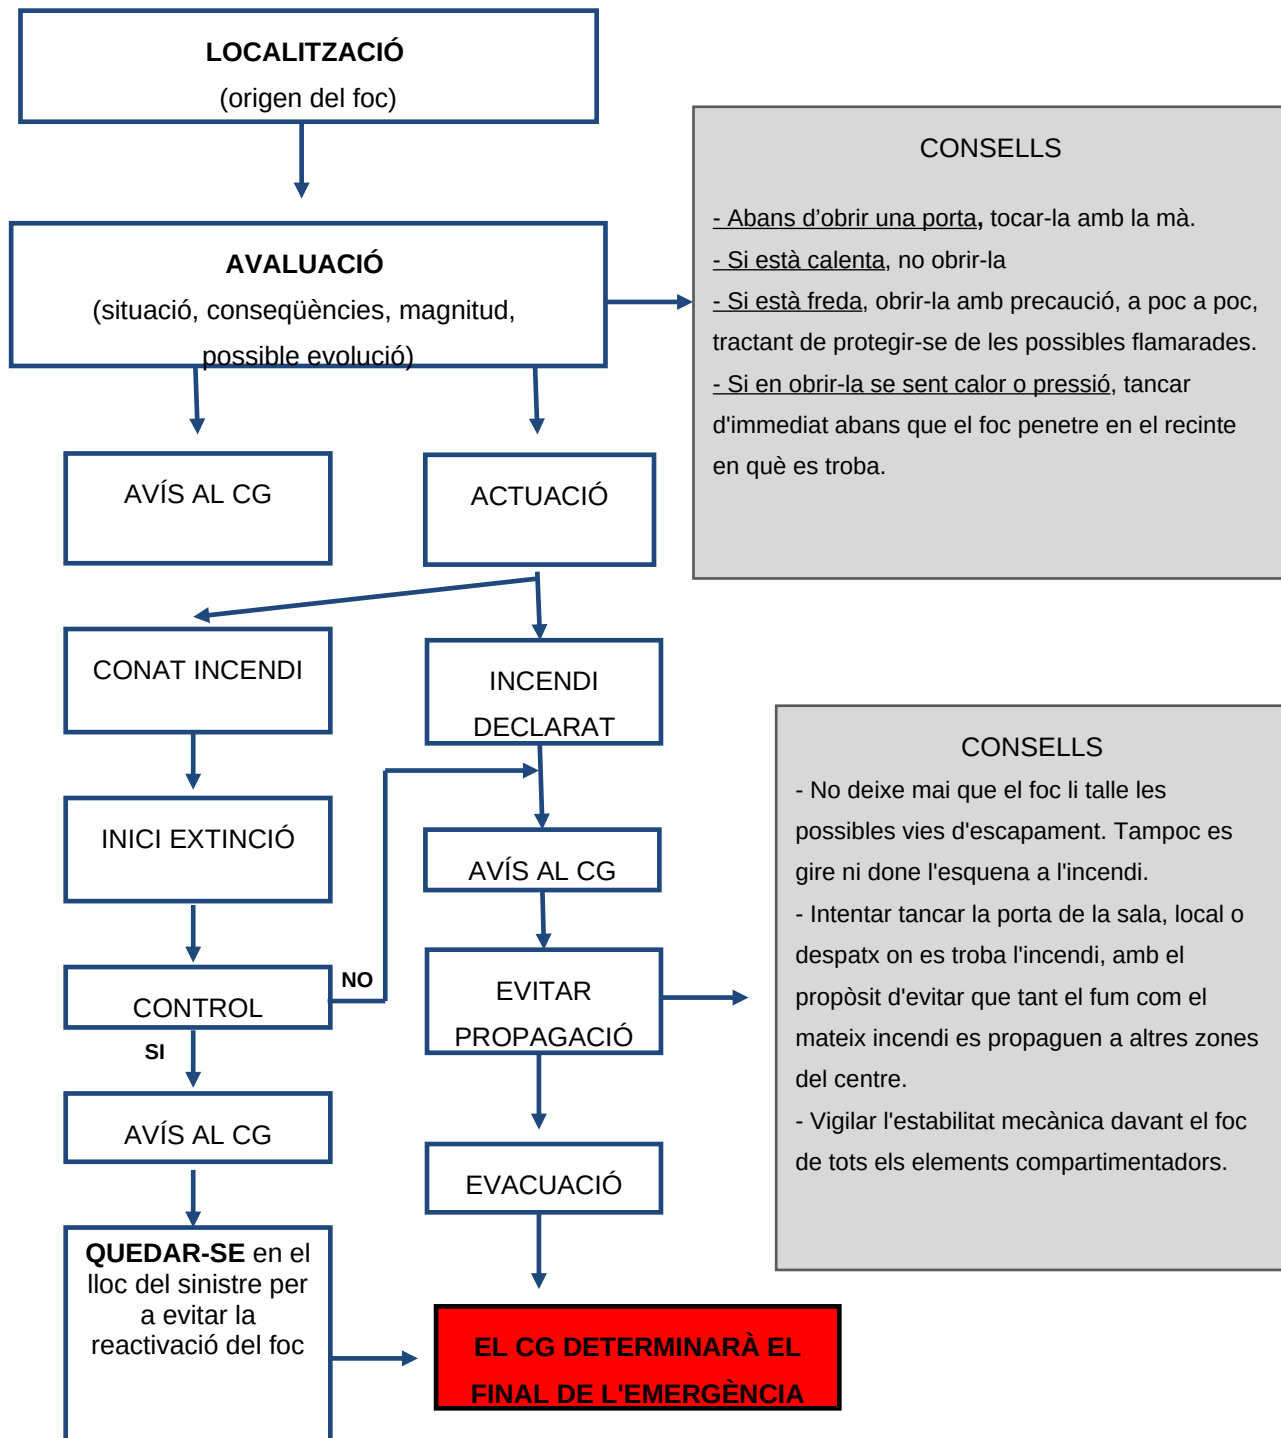 LOCALITZACIÓ
(origen del foc)
CONSELLS
- Abans d’obrir una porta, tocar-la amb la mà.
- Si està calenta, no obrir-la
- Si està freda, obrir-la amb precaució, a poc a poc,
tractant de protegir-se de les possibles flamarades.
- Si en obrir-la se sent calor o pressió, tancar
d'immediat abans que el foc penetre en el recinte
en què es troba.
AVALUACIÓ
(situació, conseqüències, magnitud,
possible evolució)
AVÍS AL CG
ACTUACIÓ
CONAT INCENDI
INCENDI
DECLARAT
INICI EXTINCIÓ
AVÍS AL CG
CONTROL
NO
SI
EVITAR
PROPAGACIÓ
CONSELLS
- No deixe mai que el foc li talle les
possibles vies d'escapament. Tampoc es
gire ni done l'esquena a l'incendi.
- Intentar tancar la porta de la sala, local o
despatx on es troba l'incendi, amb el
propòsit d'evitar que tant el fum com el
mateix incendi es propaguen a altres zones
del centre.
- Vigilar l'estabilitat mecànica davant el foc
de tots els elements compartimentadors.
AVÍS AL CG
EVACUACIÓ
QUEDAR-SE en el
lloc del sinistre per
a evitar la
reactivació del foc
EL CG DETERMINARÀ EL
FINAL DE L'EMERGÈNCIA